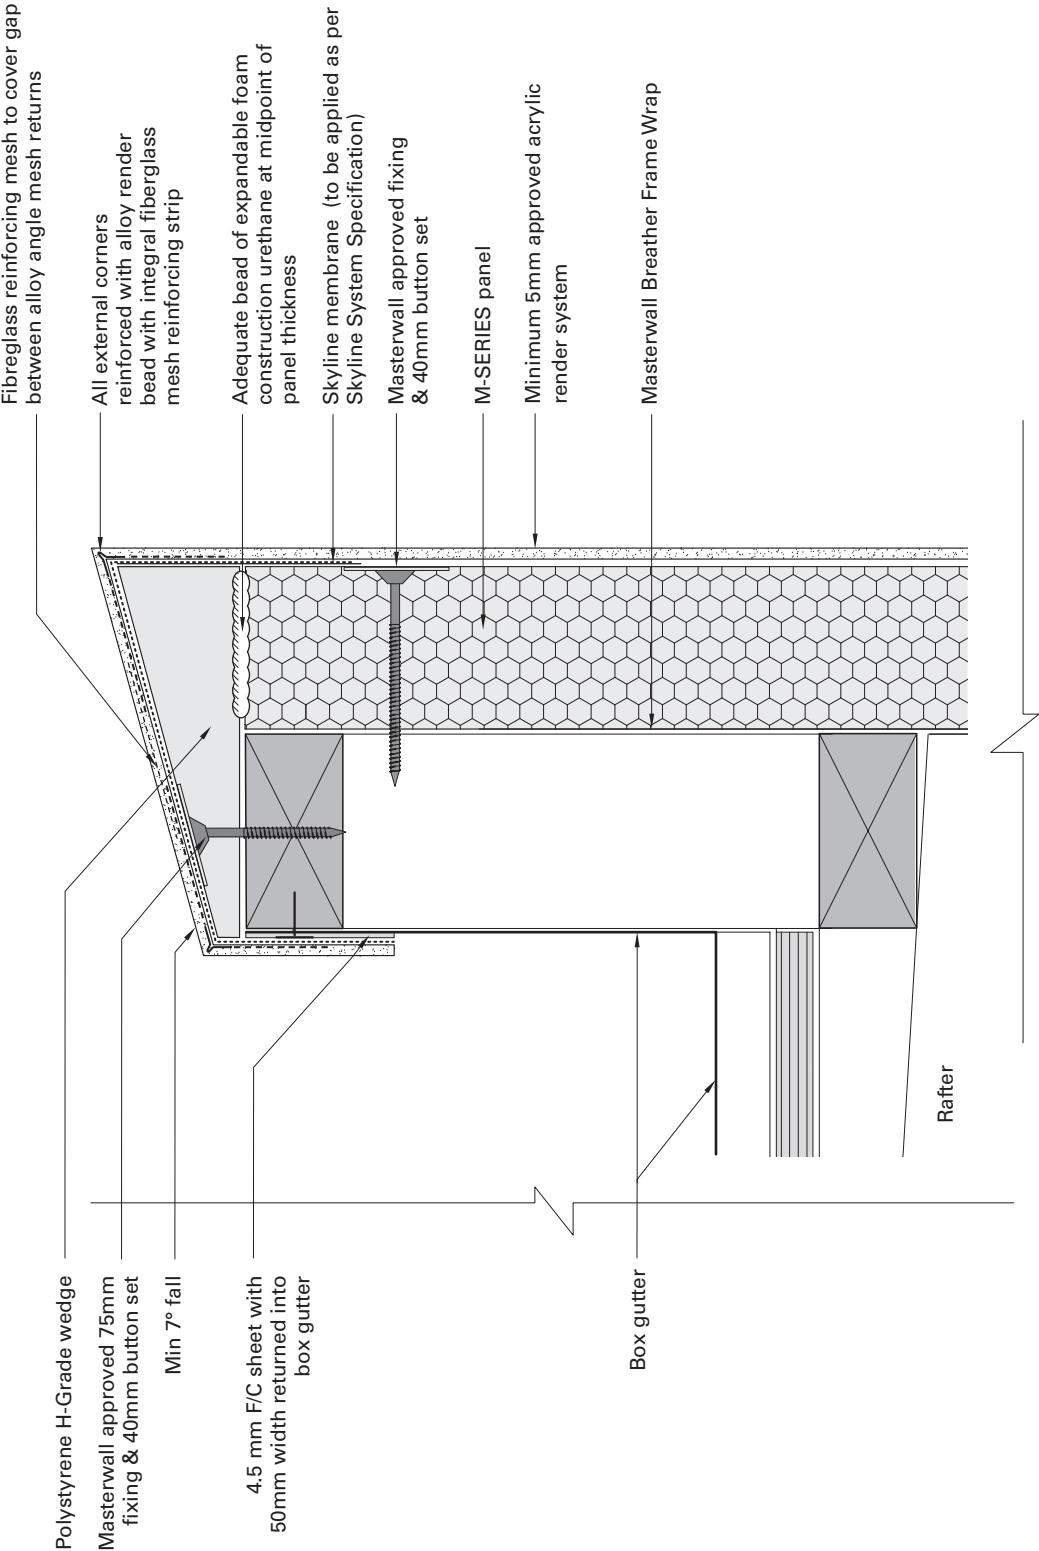 Fibreglass reinforcing mesh to cover gap
between alloy angle mesh returns
All external corners
reinforced with alloy render
bead with integral fiberglass
mesh reinforcing strip
Adequate bead of expandable foam
construction urethane at midpoint of
panel thickness
Skyline membrane (to be applied as per
Skyline System Specification)
Masterwall approved fixing
& 40mm button set
M-SERIES panel
Minimum 5mm approved acrylic
render system
Masterwall Breather Frame Wrap
Polystyrene H-Grade wedge
Masterwall approved 75mm
fixing & 40mm button set
Min 7° fall
4.5 mm F/C sheet with
50mm width returned into
box gutter
Box gutter
Rafter